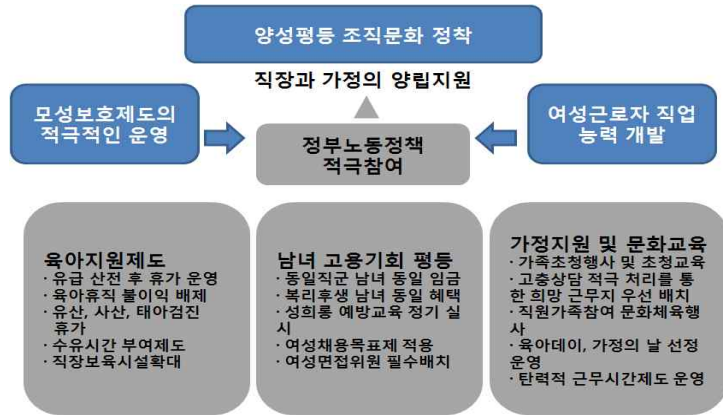 양성평등 조직문화 정착
직장과 가정의 양립지원
모성보호제도의
적극적인 운영
정부노동정책
적극참여
여성근로자 직업
능력 개발
육아지원제도
· 유급 산전 후 휴가 운영
· 육아휴직 불이익 배제
· 유산, 사산, 태아검진
휴가
· 수유시간 부여제도
· 직장보육시설확대
남녀 고용기회 평등
· 동일직군 남녀 동일 임금
· 복리후생 남녀 동일 혜택
· 성희롱 예방교육 정기 실
시
· 여성채용목표제 적용
· 여성면접위원 필수배치
가정지원 및 문화교육
· 가족초청행사 및 초청교육
· 고충상담 적극 처리를 통
한 희망 근무지 우선 배치
· 직원가족참여 문화체육행
사
· 육아데이, 가정의 날 선정
운영
· 탄력적 근무시간제도 운영